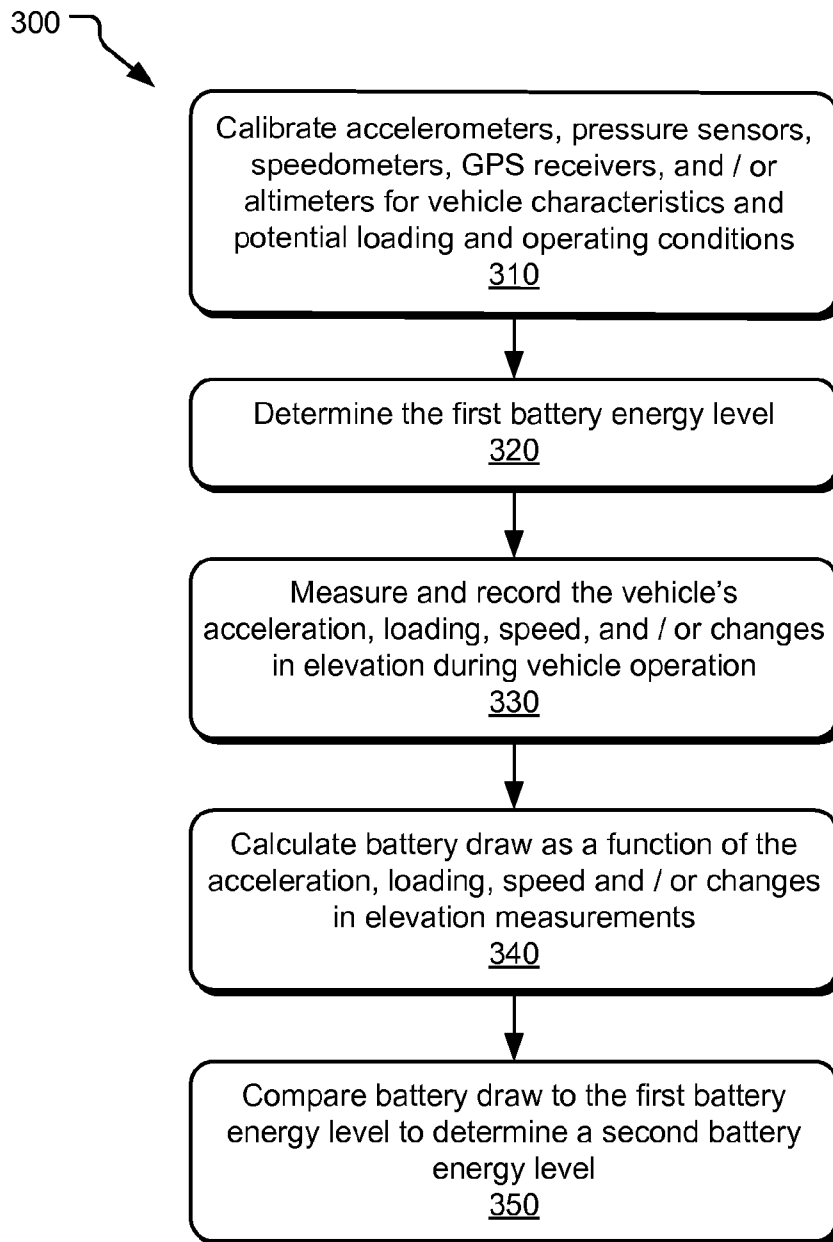 300
Calibrate accelerometers, pressure sensors,
speedometers, GPS receivers, and / or
altimeters for vehicle characteristics and
potential loading and operating conditions
310
Determine the first battery energy level
320
Measure and record the vehicle’s
acceleration, loading, speed, and / or changes
in elevation during vehicle operation
330
Calculate battery draw as a function of the
acceleration, loading, speed and / or changes
in elevation measurements
340
Compare battery draw to the first battery
energy level to determine a second battery
energy level
350